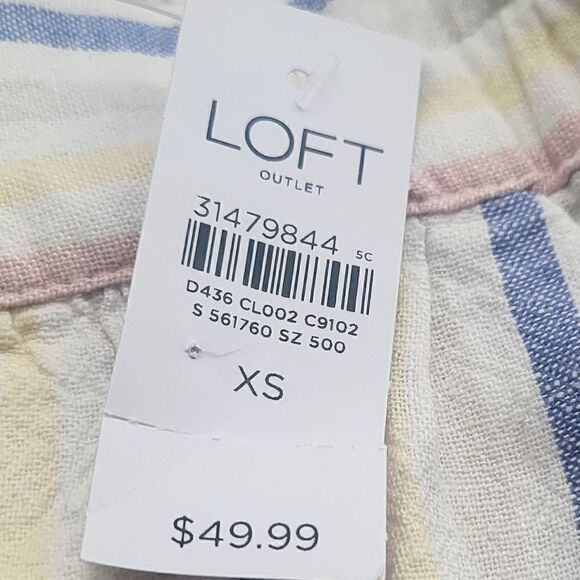 LOFT
OUTLET
31479844 5C
D436 CL002 C9102
S 561760 SZ 500
XS
$49.99